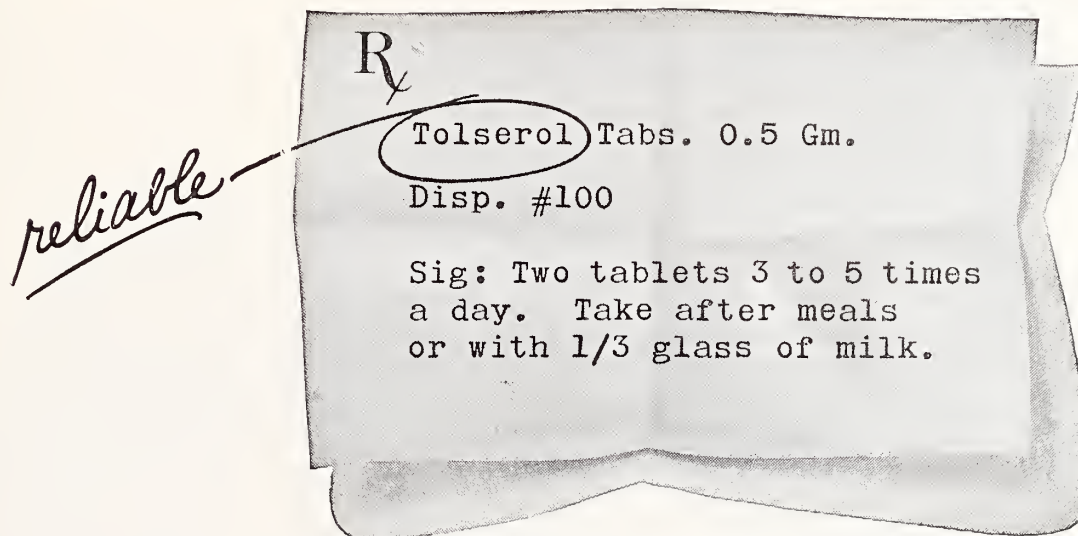 Rx
reliable
Tolserol Tabs. 0.5 Gm.
Disp. #100
Sig: Two tablets 3 to 5 times
a day. Take after meals
or with 1/3 glass of milk.